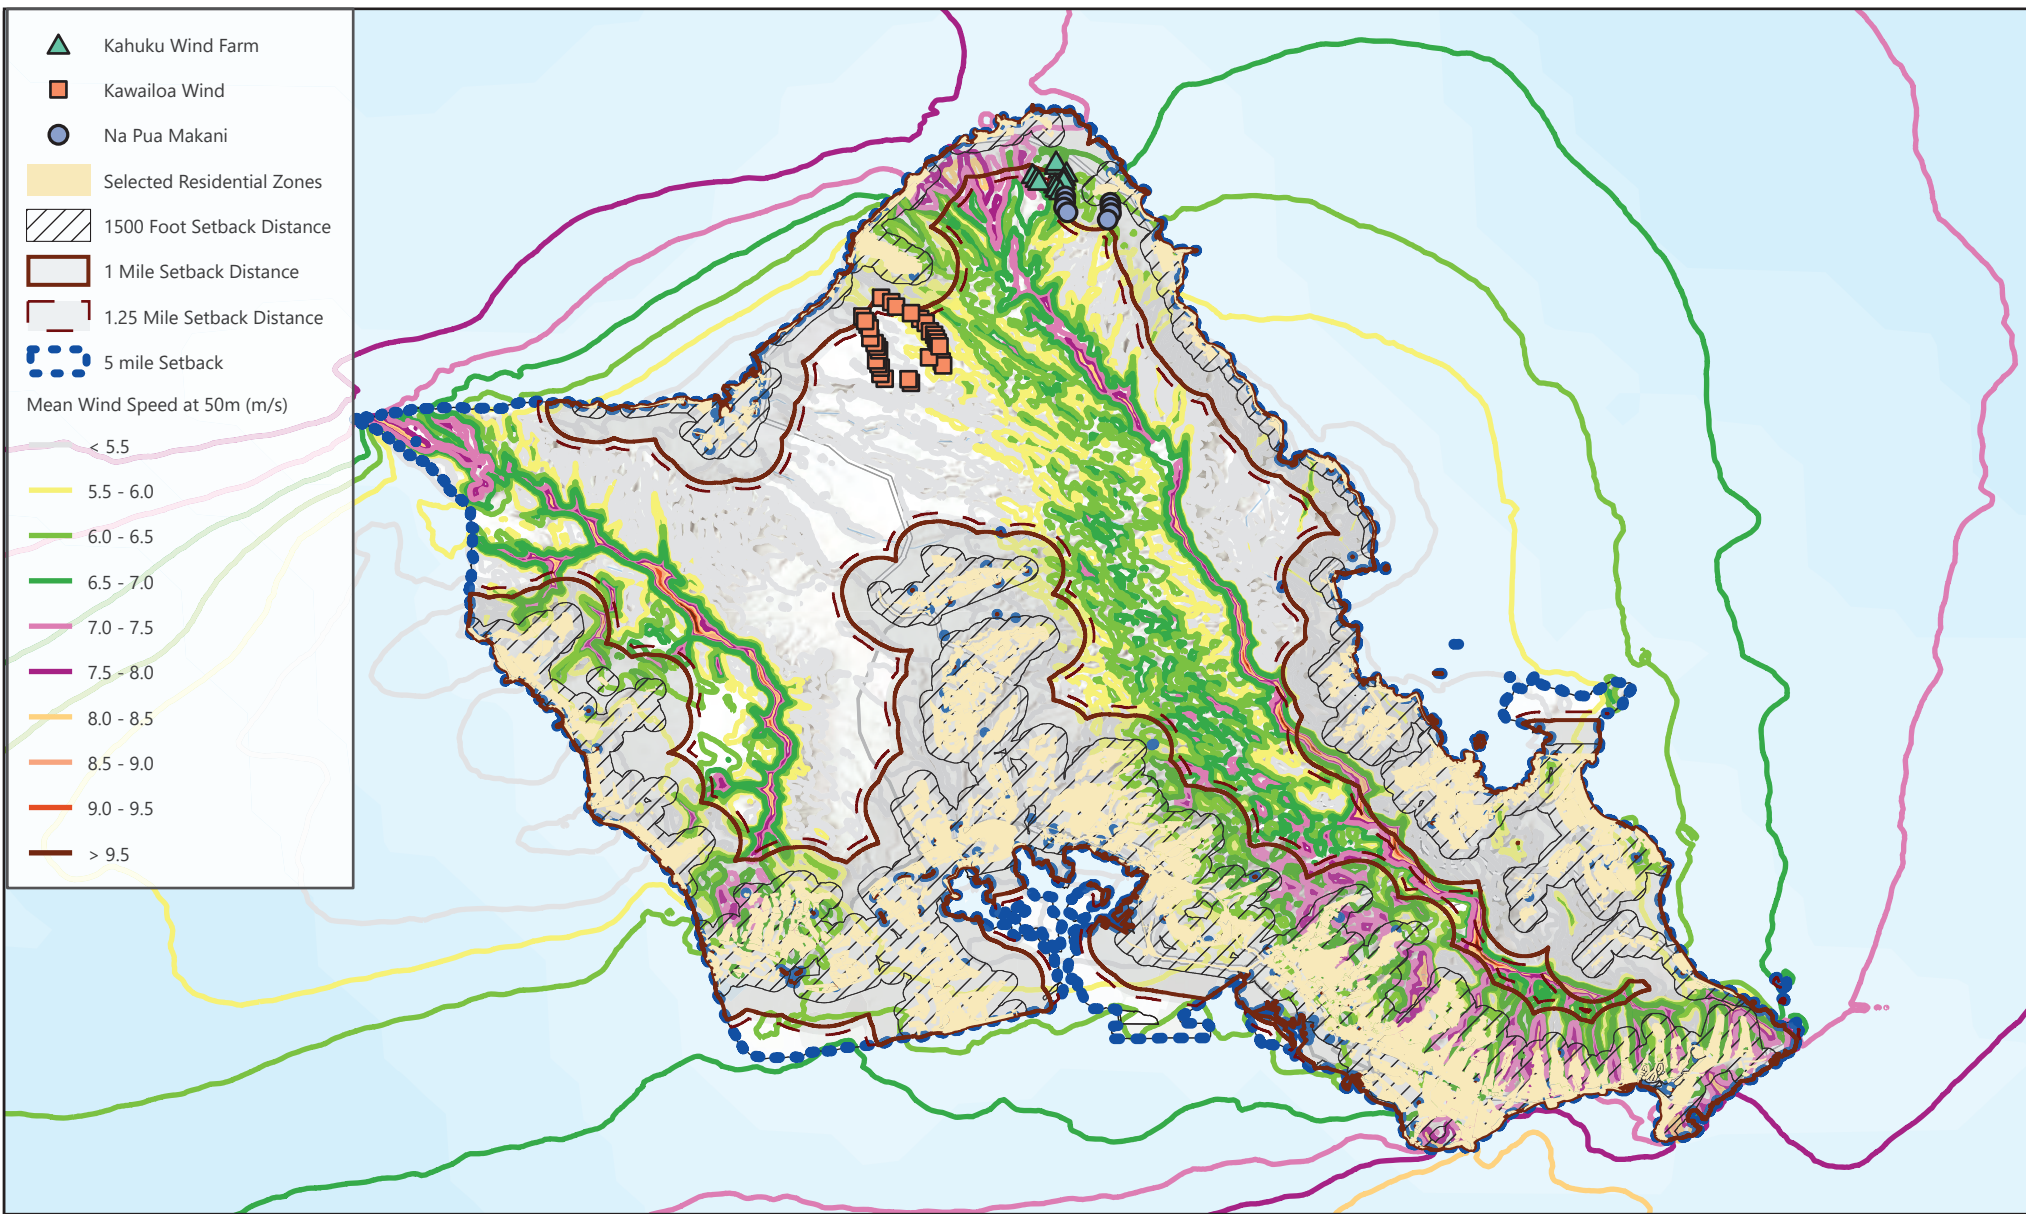 Kahuku Wind Farm
Kawailoa Wind
Na Pua Makani
Selected Residential Zones
1500 Foot Setback Distance
1 Mile Setback Distance
1.25 Mile Setback Distance
5 mile Setback
Mean Wind Speed at 50m (m/s)
< 5.5
5.5 - 6.0
6.0 - 6.5
6.5 - 7.0
7.0 - 7.5
7.5 - 8.0
8.0 - 8.5
8.5 - 9.0
9.0 - 9.5
> 9.5